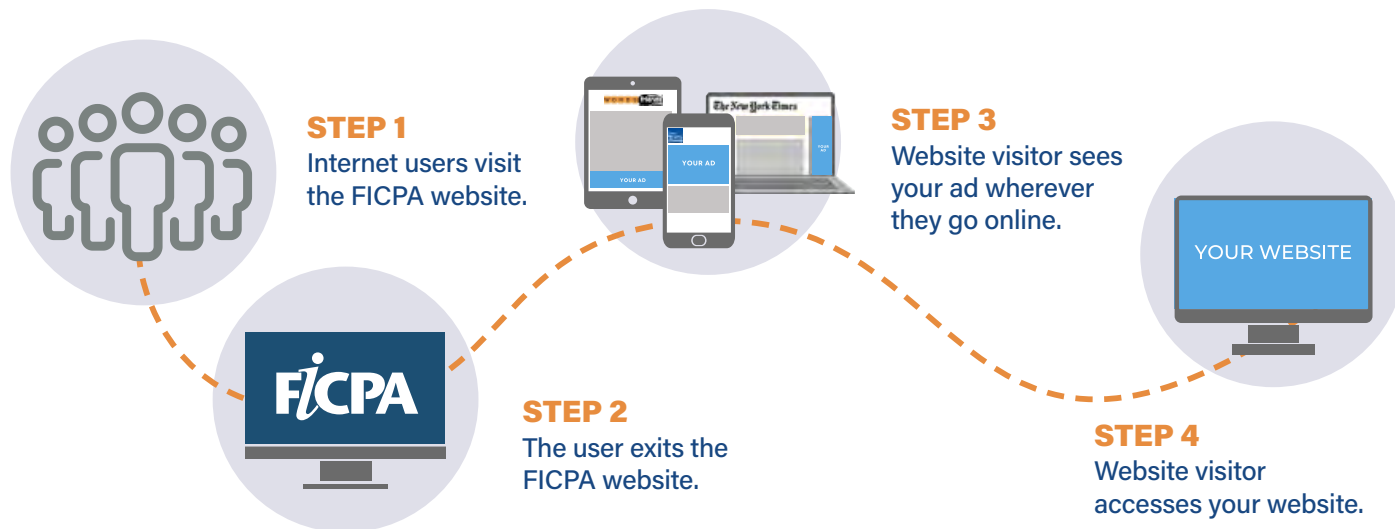 STEP 1
Internet users visit
the FICPA website.
FICPA
STEP 2
The user exits the
FICPA website.
YOUR AD
YOUR AD
The New York Times
YOUR
AD
STEP 3
Website visitor sees
your ad wherever
they go online.
YOUR WEBSITE
STEP 4
Website visitor
accesses your website.